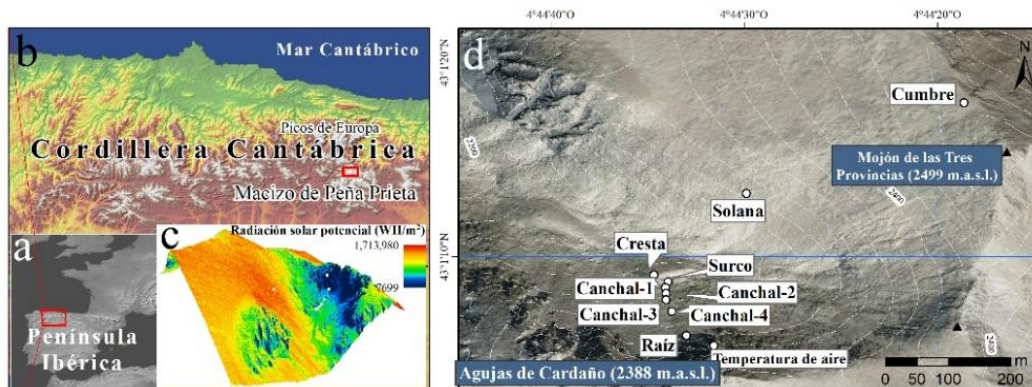 b
Mar Cantábrico
Picos de Europa
Cordillera Cantábrica
Macizo de Peña Prieta
a
Península
Ibérica
c
Radiación solar potencial (WH/m²)
1,713,980
7699
4°44'40"O
4°44'30"O
4°44'20"O
43°1'20"N
43°1'10"N
d
N
Cumbre
Mojón de las Tres
Provincias (2499 m.a.s.l.)
2300
2400
Solana
Cresta
Surco
Canchal-1
Canchal-2
Canchal-3
Canchal-4
Raíz
Temperatura de aire
Agujas de Cardaño (2388 m.a.s.l.)
0
50
100
200
m